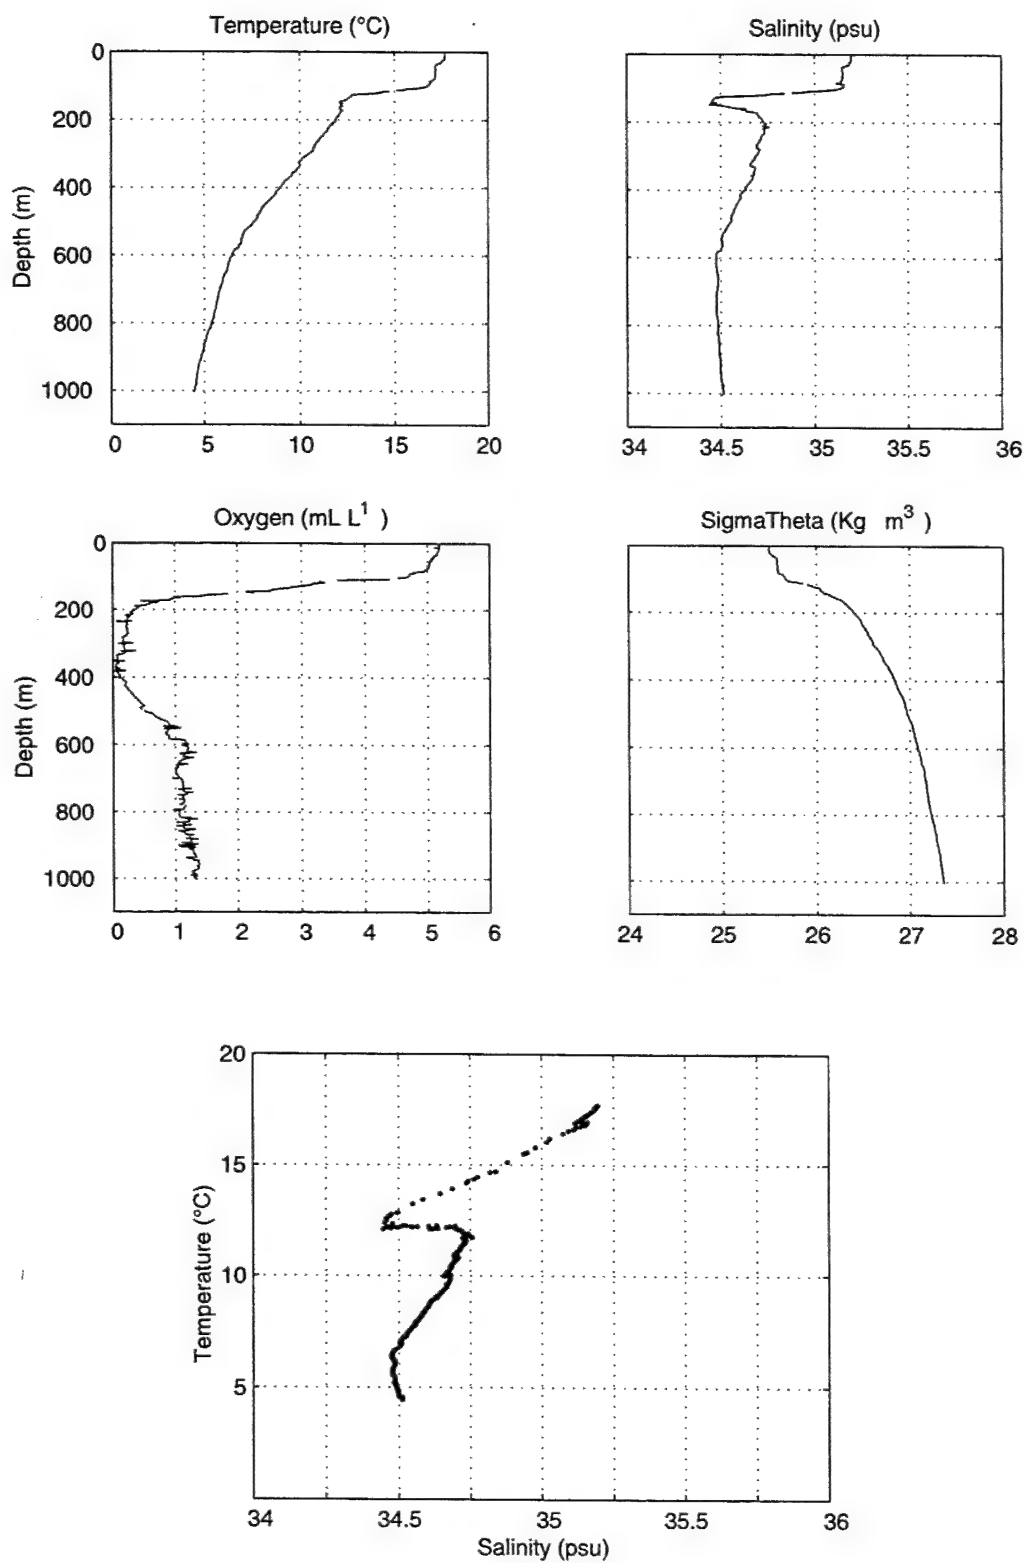 Temperature (°C)
0
200
400
600
800
1000
Depth (m)
0 5 10 15 20
Salinity (psu)
34 34.5 35 35.5 36
Oxygen (mL L1 )
0
200
400
600
800
1000
Depth (m)
0 1 2 3 4 5 6
SigmaTheta (Kg m3 )
24 25 26 27 28
20
15
10
5
Temperature (°C)
34 34.5 35 35.5 36
Salinity (psu)